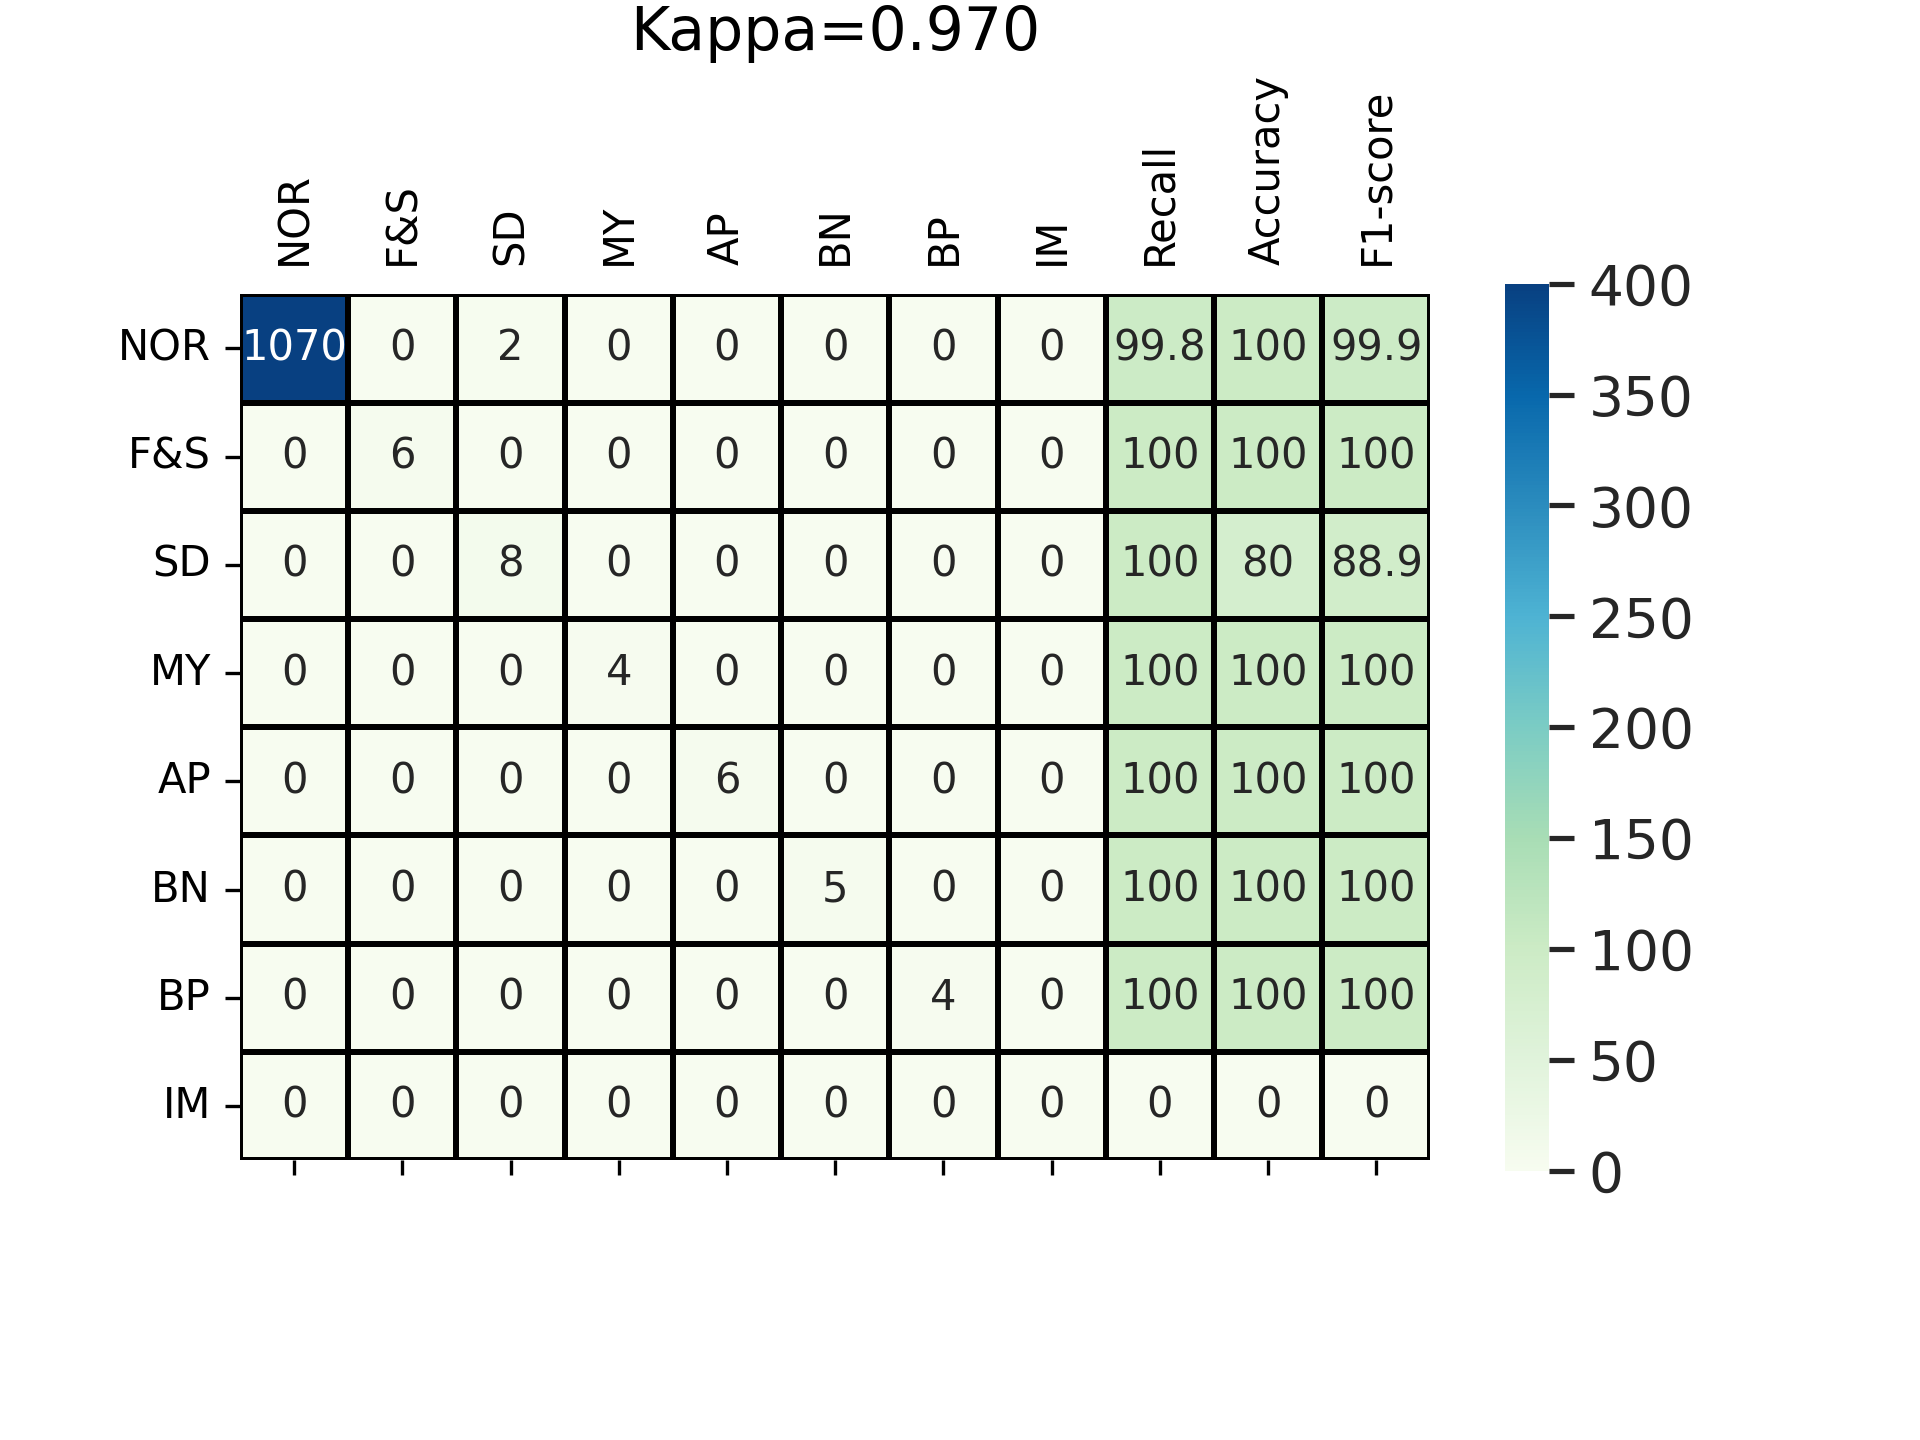 Kappa=0.970
NOR F&S SD MY AP BN BP IM Recall Accuracy F1-score
NOR 1070 0 2 0 0 0 0 0 99.8 100 99.9
F&S 0 6 0 0 0 0 0 0 100 100 100
SD 0 0 8 0 0 0 0 0 100 80 88.9
MY 0 0 0 4 0 0 0 0 100 100 100
AP 0 0 0 0 6 0 0 0 100 100 100
BN 0 0 0 0 0 5 0 0 100 100 100
BP 0 0 0 0 0 0 4 0 100 100 100
IM 0 0 0 0 0 0 0 0 0 0 0
400
350
300
250
200
150
100
50
0